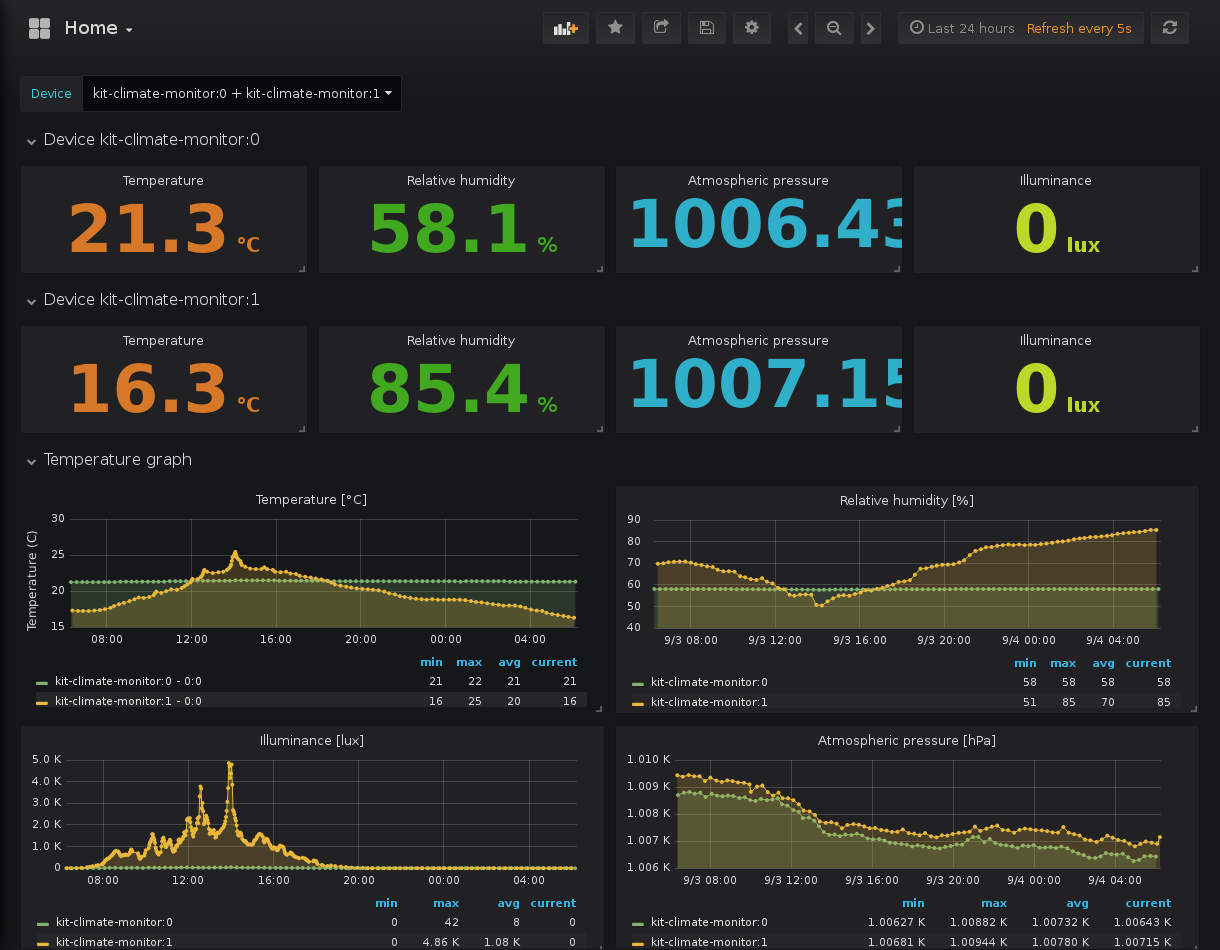 Home
Last 24 hours Refresh every 5s
Device kit-climate-monitor:0 + kit-climate-monitor:1
Device kit-climate-monitor:0
Temperature Relative humidity Atmospheric pressure Illuminance
21.3 °C 58.1 % 1006.43 0 lux
Device kit-climate-monitor:1
Temperature Relative humidity Atmospheric pressure Illuminance
16.3 °C 85.4 % 1007.15 0 lux
Temperature graph
Temperature [°C]
Temperature (C)
30
25
20
15
08:00 12:00 16:00 20:00 00:00 04:00
min max avg current
kit-climate-monitor:0 - 0:0 21 22 21 21
kit-climate-monitor:1 - 0:0 16 25 20 16
Relative humidity [%]
90
80
70
60
50
40
9/3 08:00 9/3 12:00 9/3 16:00 9/3 20:00 9/4 00:00 9/4 04:00
min max avg current
kit-climate-monitor:0 58 58 58 58
kit-climate-monitor:1 51 85 70 85
Illuminance [lux]
5.0 K
4.0 K
3.0 K
2.0 K
1.0 K
0
08:00 12:00 16:00 20:00 00:00 04:00
min max avg current
kit-climate-monitor:0 0 42 8 0
kit-climate-monitor:1 0 4.86 K 1.08 K 0
Atmospheric pressure [hPa]
1.010 K
1.009 K
1.008 K
1.007 K
1.006 K
9/3 08:00 9/3 12:00 9/3 16:00 9/3 20:00 9/4 00:00 9/4 04:00
min max avg current
kit-climate-monitor:0 1.00627 K 1.00882 K 1.00732 K 1.00643 K
kit-climate-monitor:1 1.00681 K 1.00944 K 1.00780 K 1.00715 K